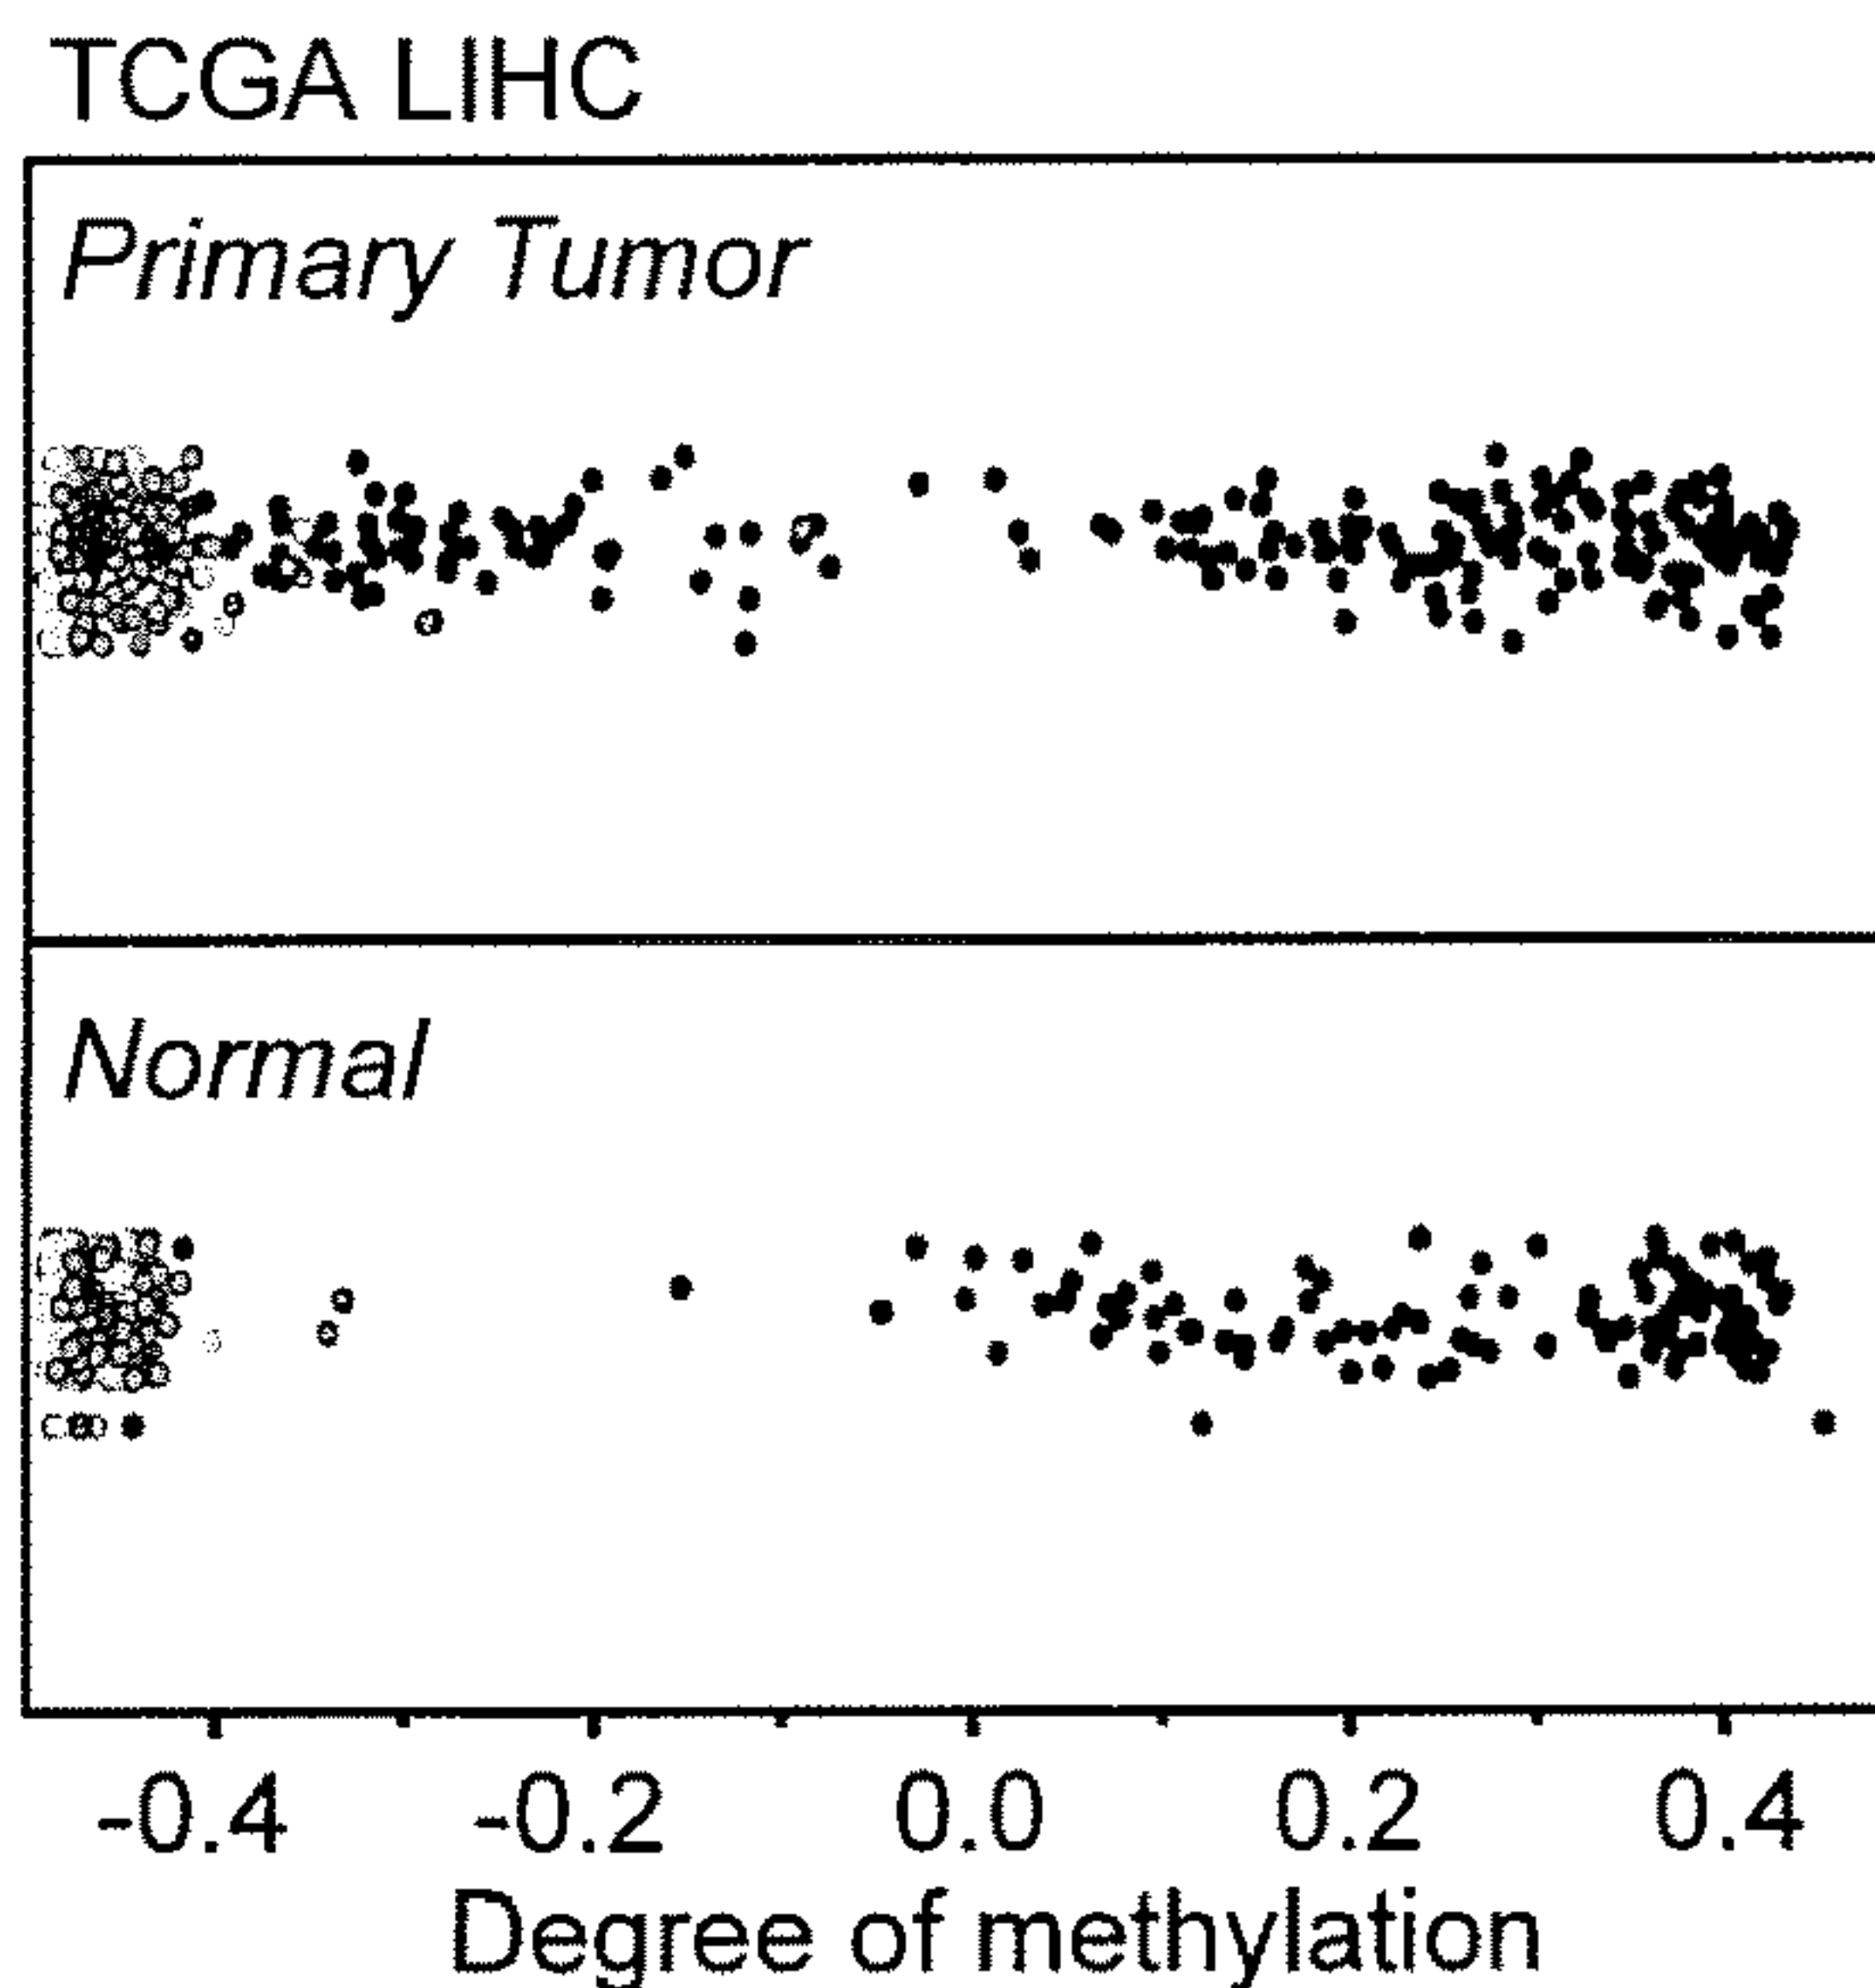 TCGA LIHC
Primary Tumor
Normal
-0.4 -0.2 0.0 0.2 0.4
Degree of methylation